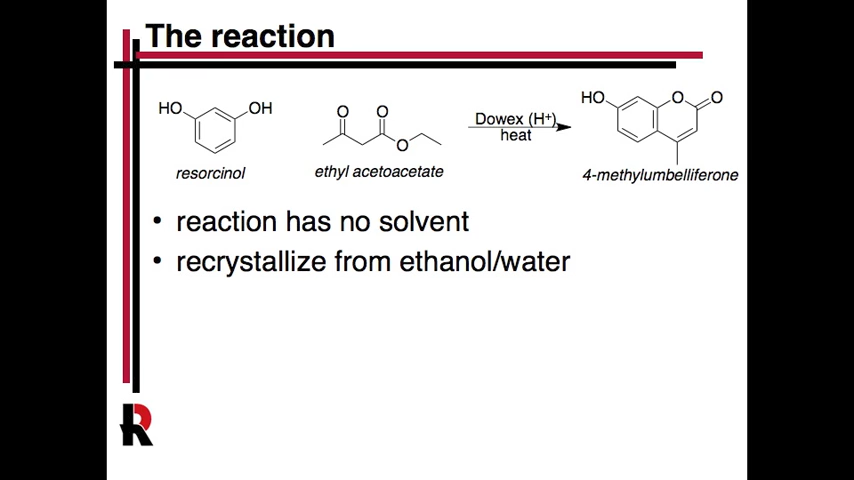 The reaction
HO OH
resorcinol
O O
O
ethyl acetoacetate
Dowex (H⁺)
heat
HO O O
4-methylumbelliferone
• reaction has no solvent
• recrystallize from ethanol/water
R